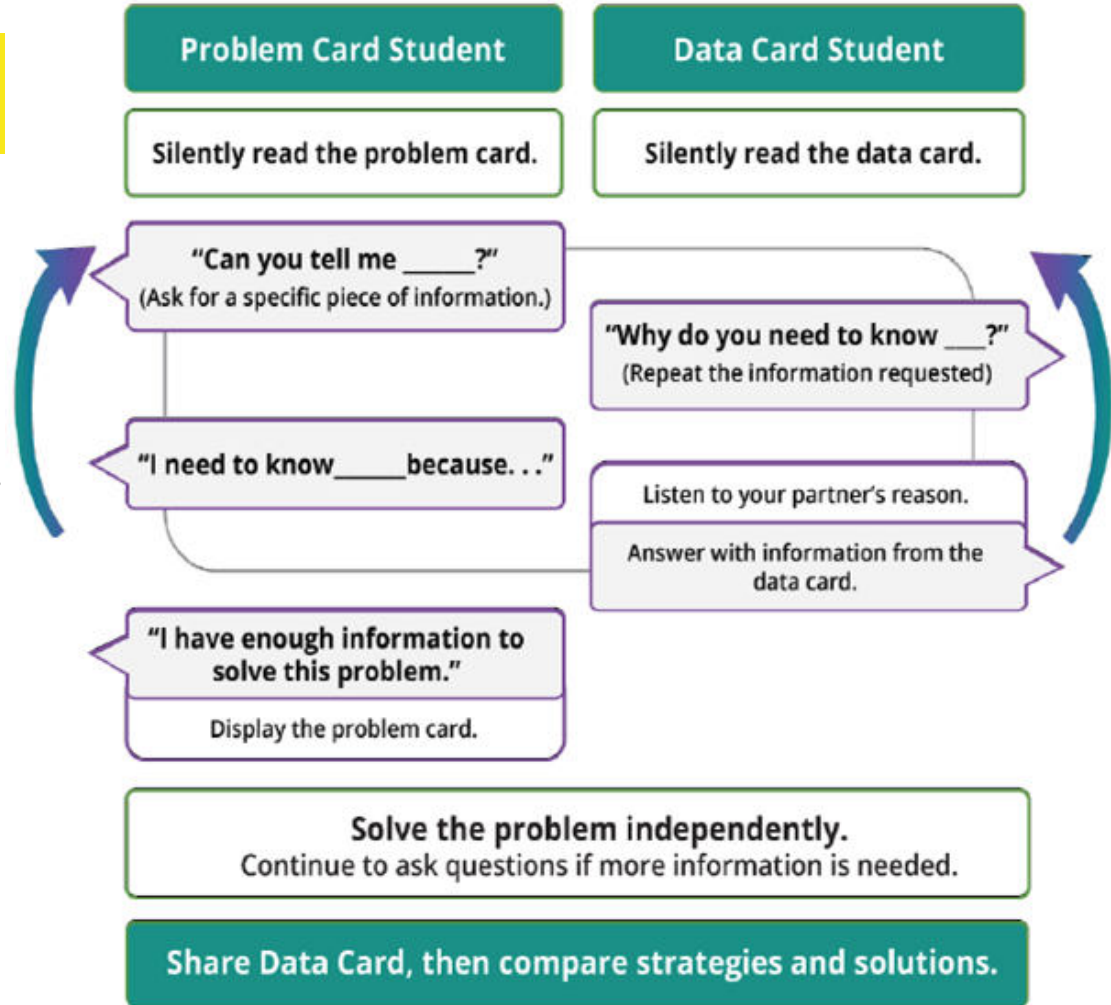 Problem Card Student
Data Card Student
Silently read the problem card.
Silently read the data card.
“Can you tell me ______?”
(Ask for a specific piece of information.)
“Why do you need to know ___?”
(Repeat the information requested)
“I need to know______because. . .”
Listen to your partner’s reason.
Answer with information from the
data card.
“I have enough information to
solve this problem.”
Display the problem card.
Solve the problem independently.
Continue to ask questions if more information is needed.
Share Data Card, then compare strategies and solutions.